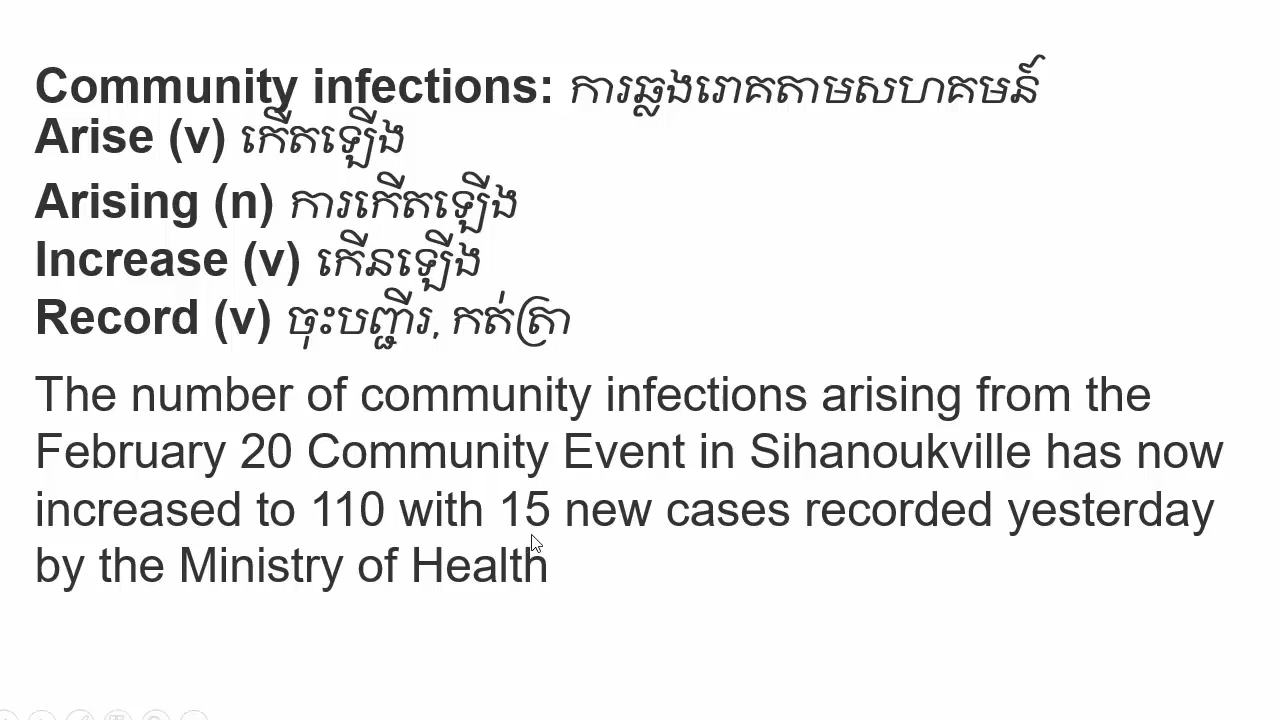 Community infections: ការឆ្លងរោគតាមសហគមន៍
Arise (v) កើតឡើង
Arising (n) ការកើតឡើង
Increase (v) កើនឡើង
Record (v) ចុះបញ្ជីរ, កត់ត្រា
The number of community infections arising from the
February 20 Community Event in Sihanoukville has now
increased to 110 with 15 new cases recorded yesterday
by the Ministry of Health